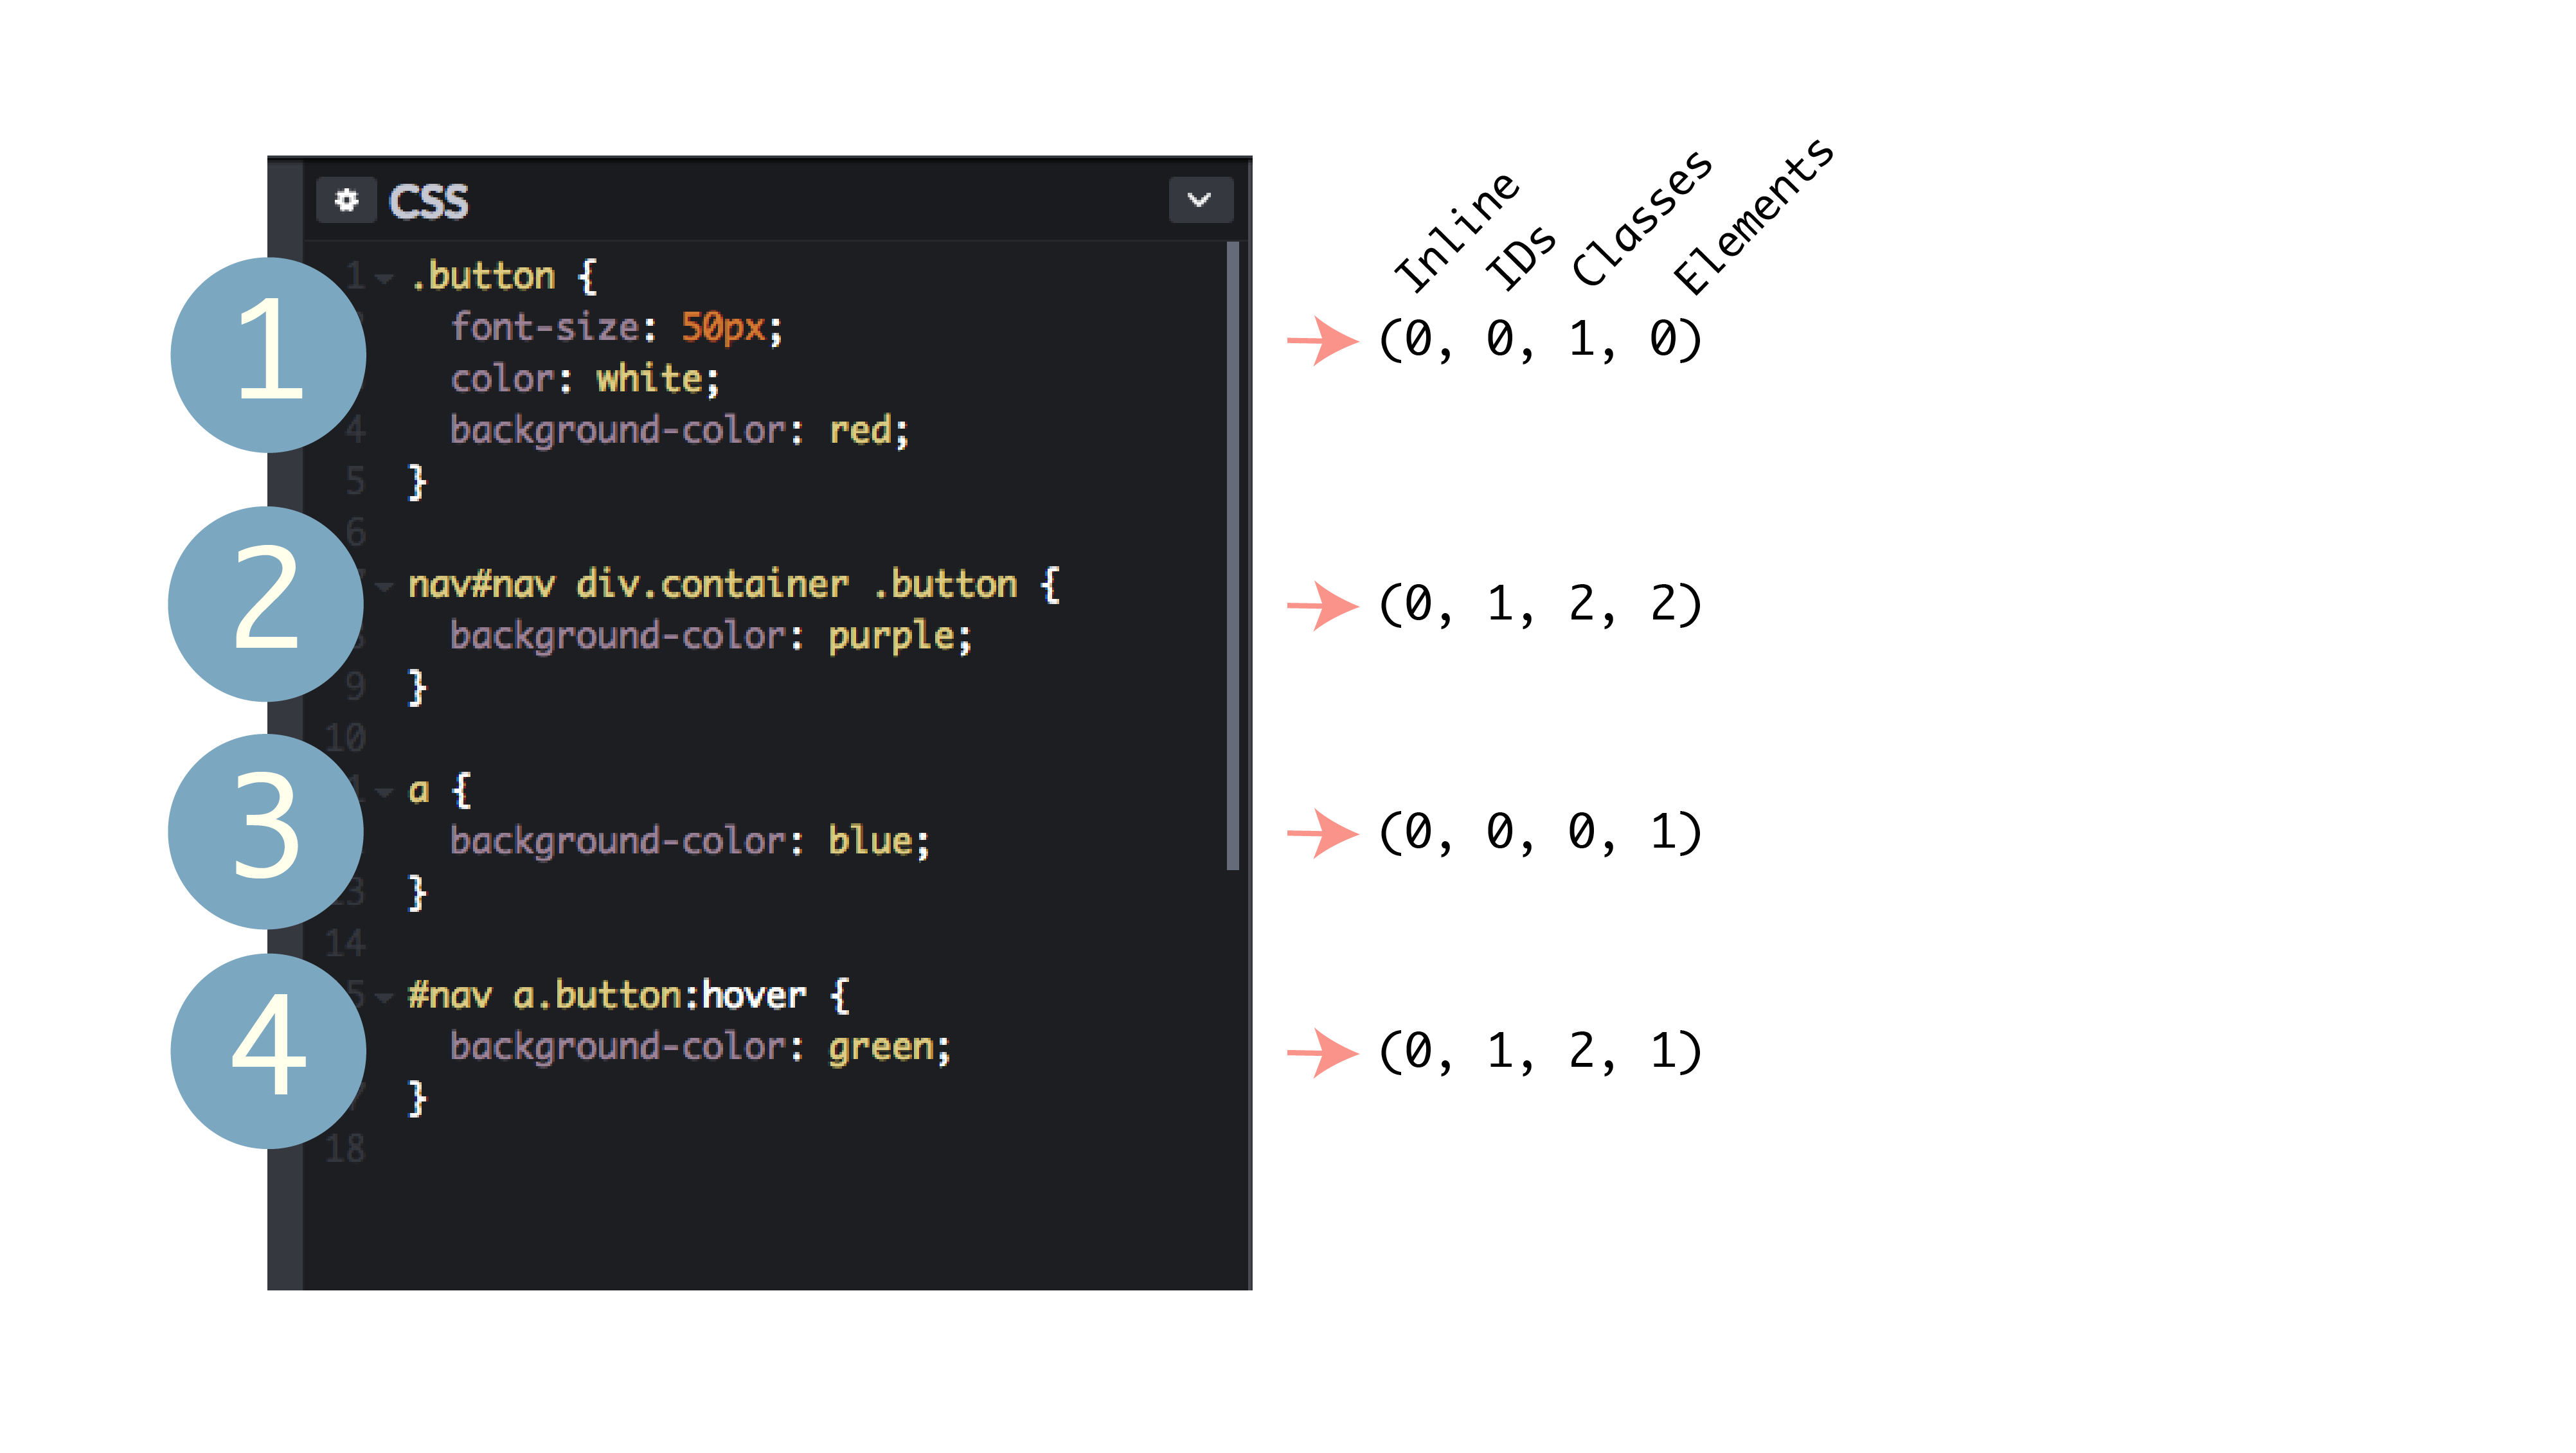 CSS
Inline
IDs
Classes
Elements
1
1 .button {
font-size: 50px;
color: white;
4 background-color: red;
5 }
(0, 0, 1, 0)
6
2
nav#nav div.container .button {
background-color: purple;
9 }
(0, 1, 2, 2)
10
3
a {
background-color: blue;
}
(0, 0, 0, 1)
14
4
#nav a.button:hover {
background-color: green;
}
(0, 1, 2, 1)
18